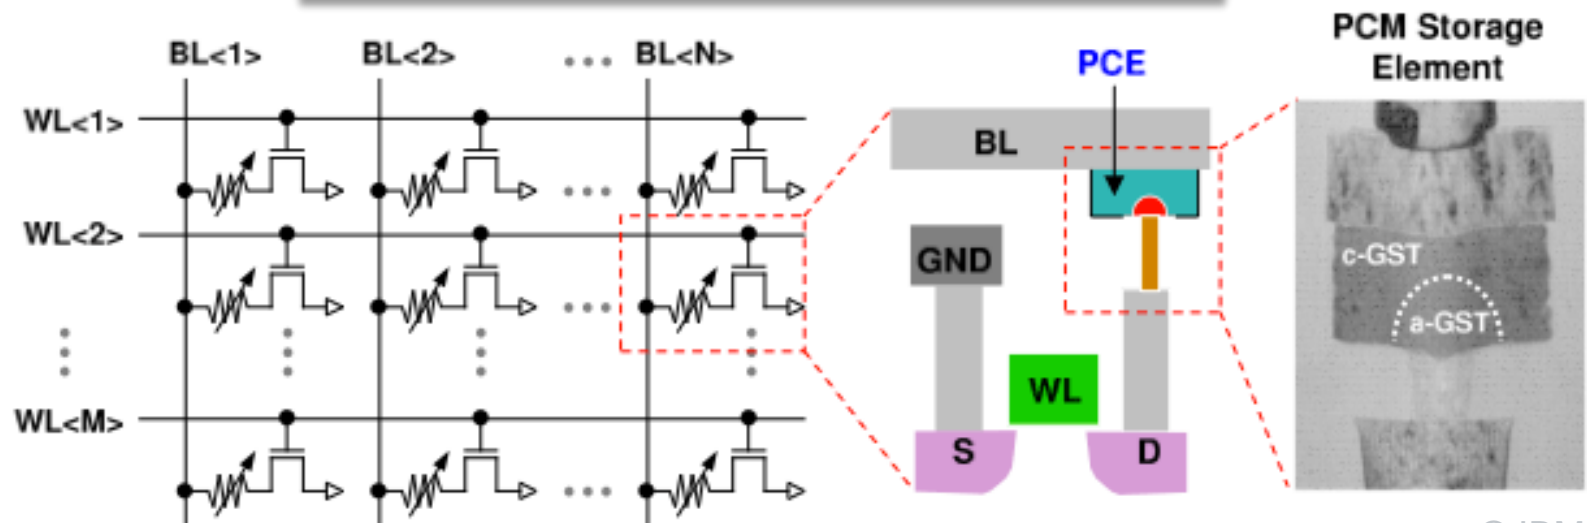 BL<1>
BL<2>
BL<N>
WL<1>
WL<2>
WL<M>
PCE
BL
GND
WL
S
D
PCM Storage
Element
c-GST
a-GST